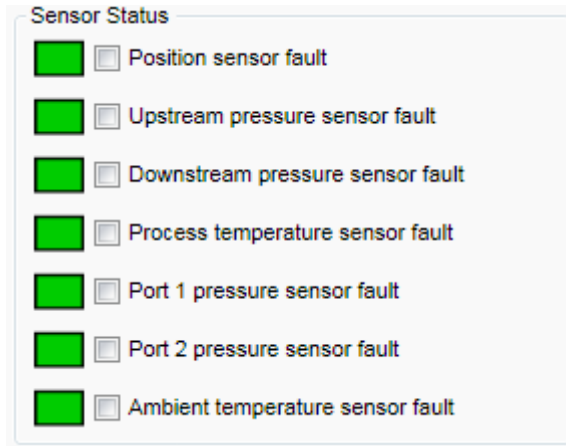 Sensor Status
Position sensor fault
Upstream pressure sensor fault
Downstream pressure sensor fault
Process temperature sensor fault
Port 1 pressure sensor fault
Port 2 pressure sensor fault
Ambient temperature sensor fault